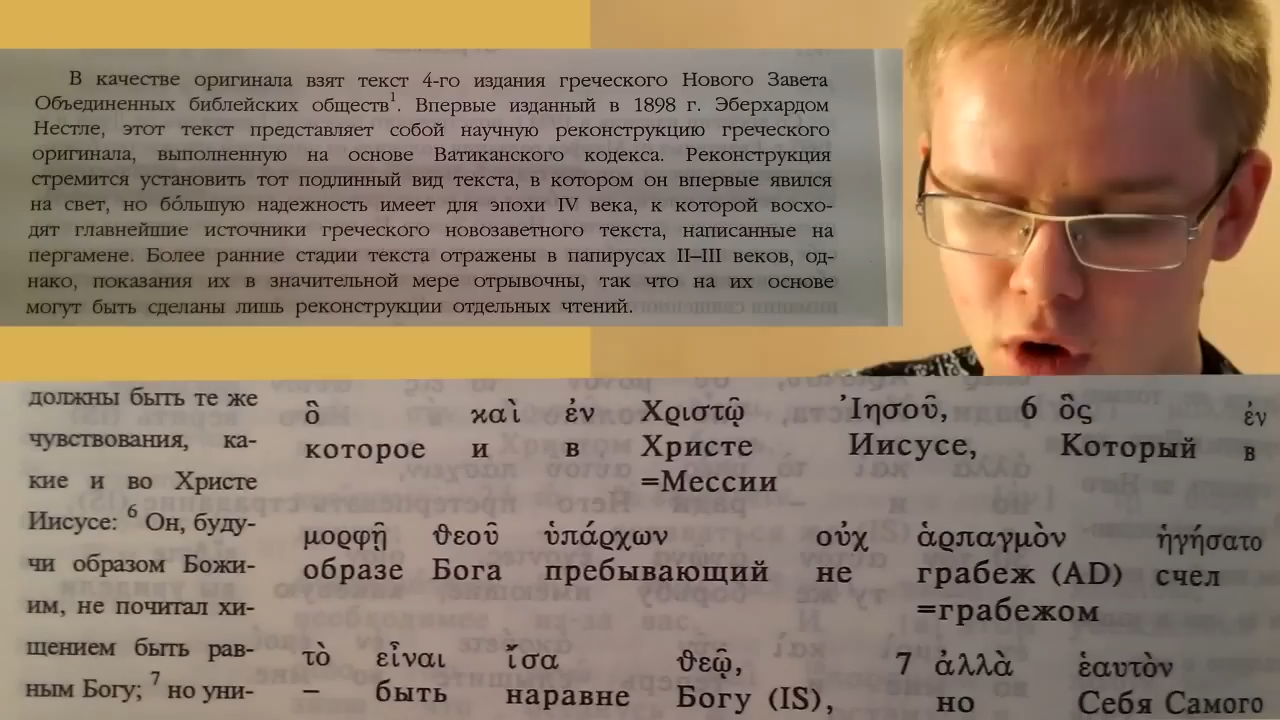 В качестве оригинала взят текст 4-го издания греческого Нового Завета
Объединенных библейских обществ¹. Впервые изданный в 1898 г. Эберхардом
Нестле, этот текст представляет собой научную реконструкцию греческого
оригинала, выполненную на основе Ватиканского кодекса. Реконструкция
стремится установить тот подлинный вид текста, в котором он впервые явился
на свет, но бо́льшую надежность имеет для эпохи IV века, к которой восхо-
дят главнейшие источники греческого новозаветного текста, написанные на
пергамене. Более ранние стадии текста отражены в папирусах II–III веков, од-
нако, показания их в значительной мере отрывочны, так что на их основе
могут быть сделаны лишь реконструкции отдельных чтений.
должны быть те же
чувствования, ка-
кие и во Христе
Иисусе: 6 Он, буду-
чи образом Божи-
им, не почитал хи-
щением быть рав-
ным Богу; 7 но уни-
ὃ καὶ ἐν Χριστῷ Ἰησοῦ, 6 ὃς ἐν
которое и в Христе Иисусе, Который в
=Мессии
μορφῇ θεοῦ ὑπάρχων οὐχ ἁρπαγμὸν ἡγήσατο
образе Бога пребывающий не грабеж (AD) счел
=грабежом
τὸ εἶναι ἴσα θεῷ, 7 ἀλλὰ ἑαυτὸν
– быть наравне Богу (IS), но Себя Самого